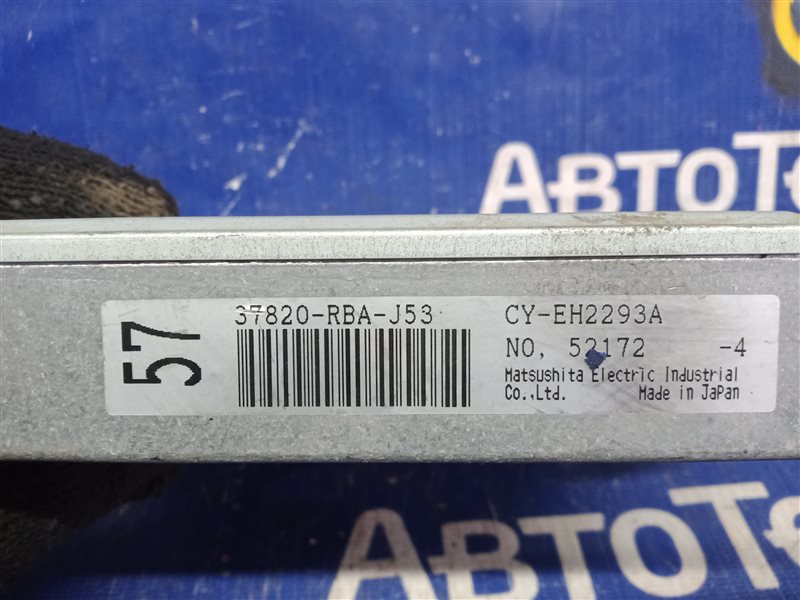 АВТОТ
57
37820-RBA-J53
CY-EH2293A
NO, 52172 -4
Matsushita Electric Industrial
Co.,Ltd. Made in JaPan
АВТОТ